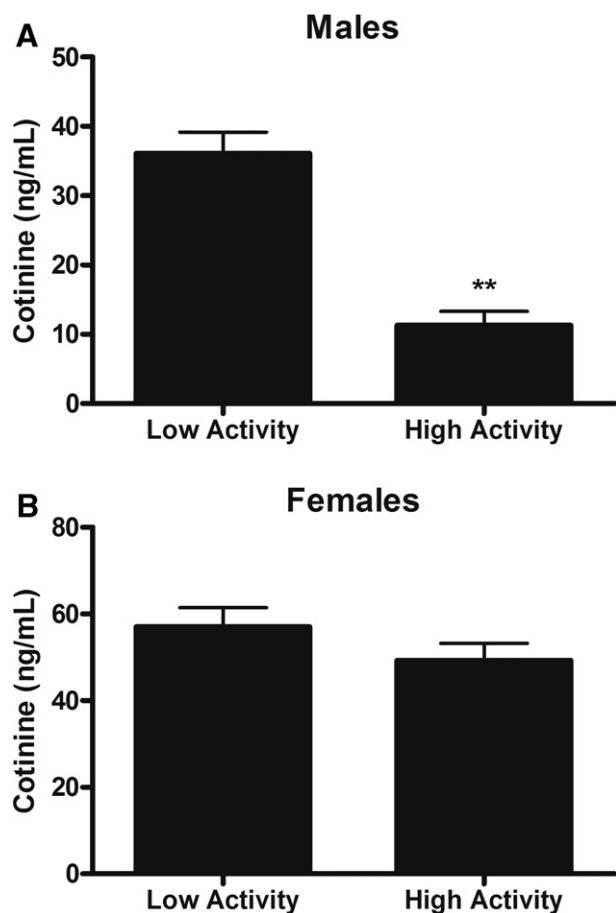 A
Males
Cotinine (ng/mL)
50
40
30
20
10
0
**
Low Activity High Activity
B
Females
Cotinine (ng/mL)
80
60
40
20
0
Low Activity High Activity